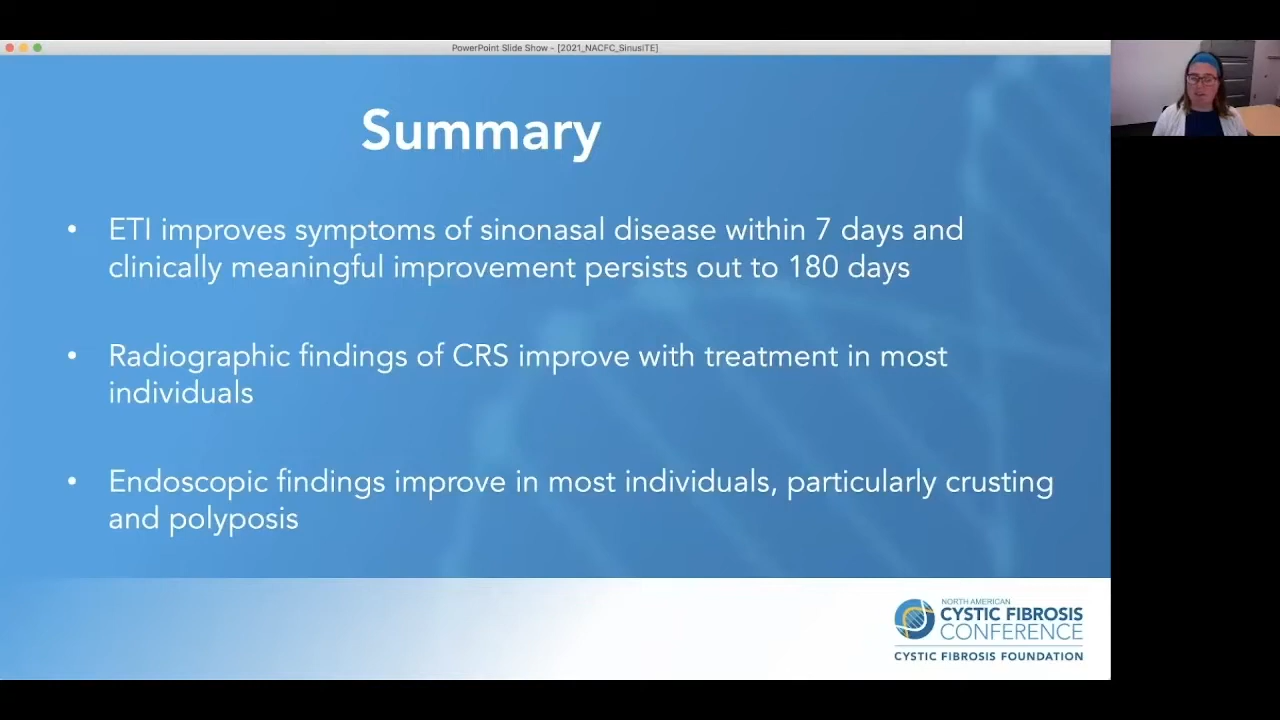 PowerPoint Slide Show - [2021_NACFC_SinusITE]
Summary
• ETI improves symptoms of sinonasal disease within 7 days and
clinically meaningful improvement persists out to 180 days
• Radiographic findings of CRS improve with treatment in most
individuals
• Endoscopic findings improve in most individuals, particularly crusting
and polyposis
NORTH AMERICAN
CYSTIC FIBROSIS
CONFERENCE
CYSTIC FIBROSIS FOUNDATION